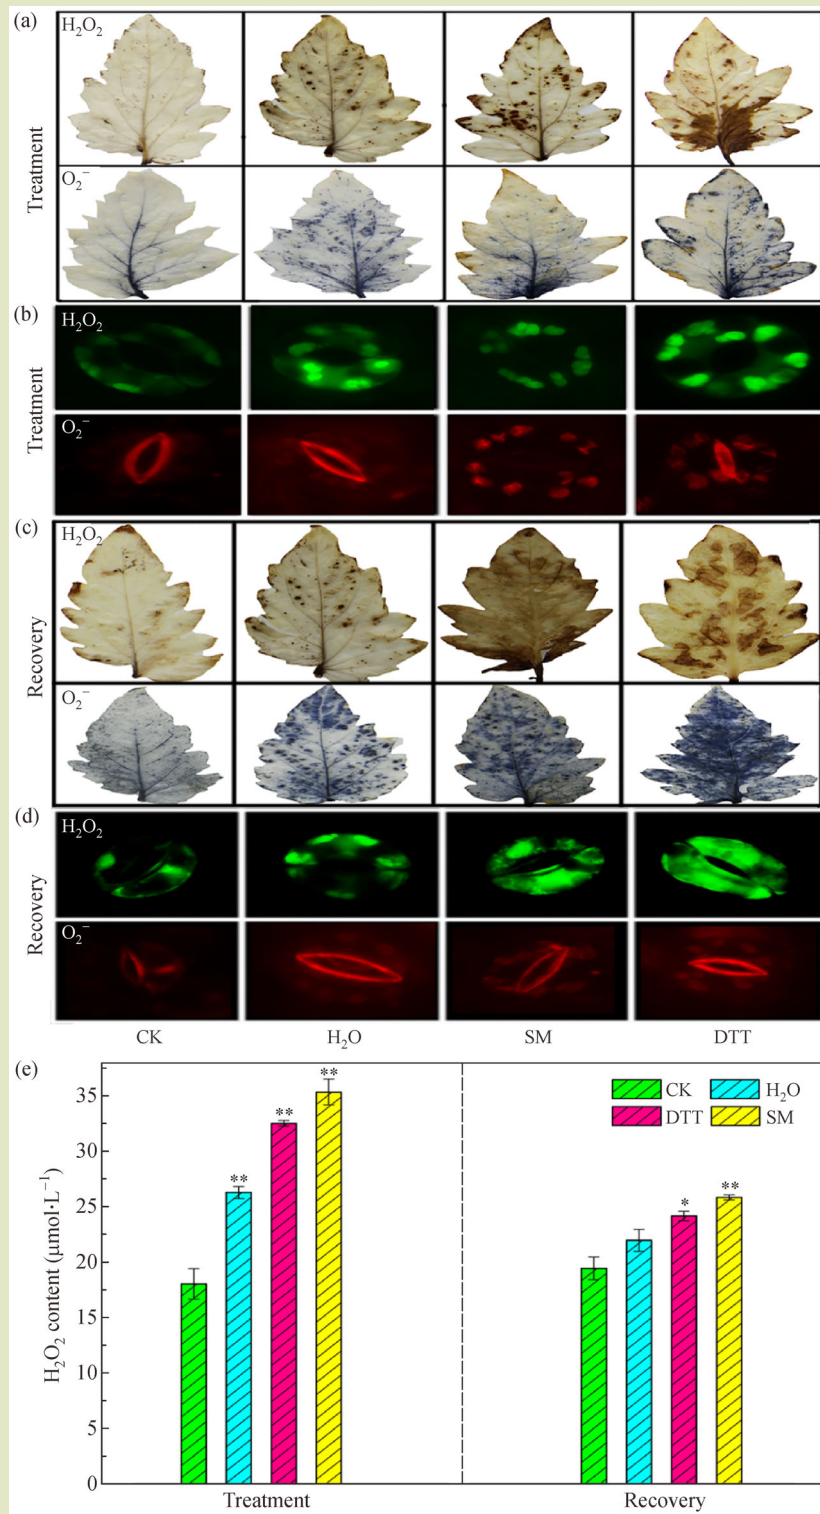 (a)
H₂O₂
Treatment
O₂⁻
(b)
H₂O₂
Treatment
O₂⁻
(c)
H₂O₂
Recovery
O₂⁻
(d)
H₂O₂
Recovery
O₂⁻
CK H₂O SM DTT
(e)
H₂O₂ content (μmol·L⁻¹)
35
30
25
20
15
10
5
0
** ** ** **
* **
CK H₂O
DTT SM
Treatment Recovery